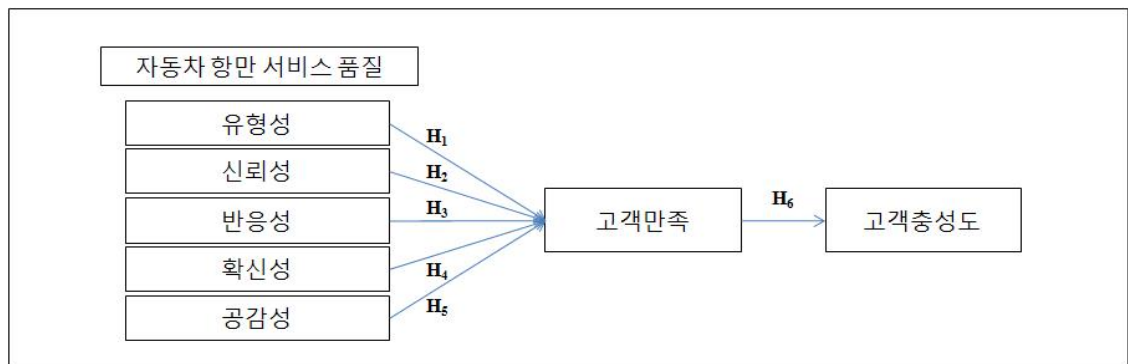 자동차 항만 서비스 품질
유형성
H₁
신뢰성
H₂
반응성
H₃
고객만족
H₆
고객충성도
확신성
H₄
공감성
H₅